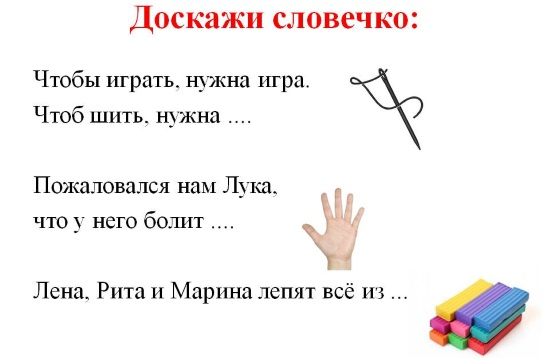 Доскажи словечко:
Чтобы играть, нужна игра.
Чтоб шить, нужна ....
Пожаловался нам Лука,
что у него болит ....
Лена, Рита и Марина лепят всё из ...